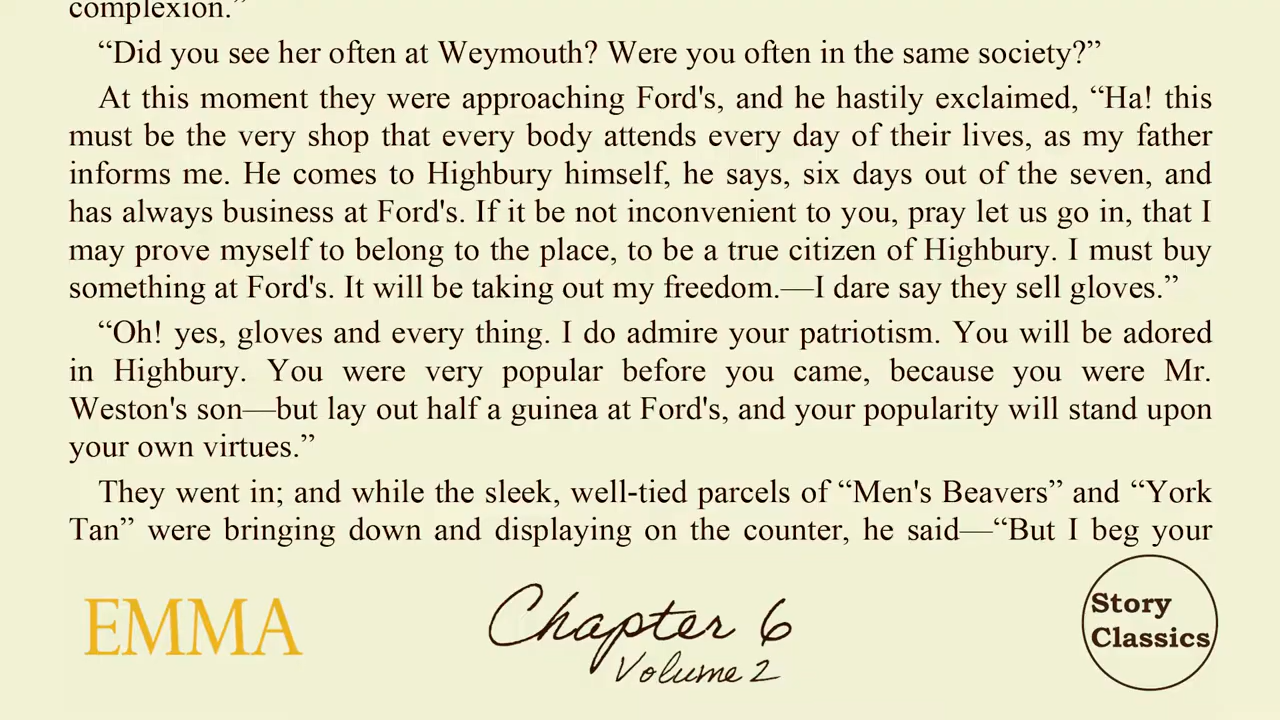 complexion.”
“Did you see her often at Weymouth? Were you often in the same society?”
At this moment they were approaching Ford's, and he hastily exclaimed, “Ha! this
must be the very shop that every body attends every day of their lives, as my father
informs me. He comes to Highbury himself, he says, six days out of the seven, and
has always business at Ford's. If it be not inconvenient to you, pray let us go in, that I
may prove myself to belong to the place, to be a true citizen of Highbury. I must buy
something at Ford's. It will be taking out my freedom.—I dare say they sell gloves.”
“Oh! yes, gloves and every thing. I do admire your patriotism. You will be adored
in Highbury. You were very popular before you came, because you were Mr.
Weston's son—but lay out half a guinea at Ford's, and your popularity will stand upon
your own virtues.”
They went in; and while the sleek, well-tied parcels of “Men's Beavers” and “York
Tan” were bringing down and displaying on the counter, he said—“But I beg your
EMMA
Chapter 6
Volume 2
Story
Classics